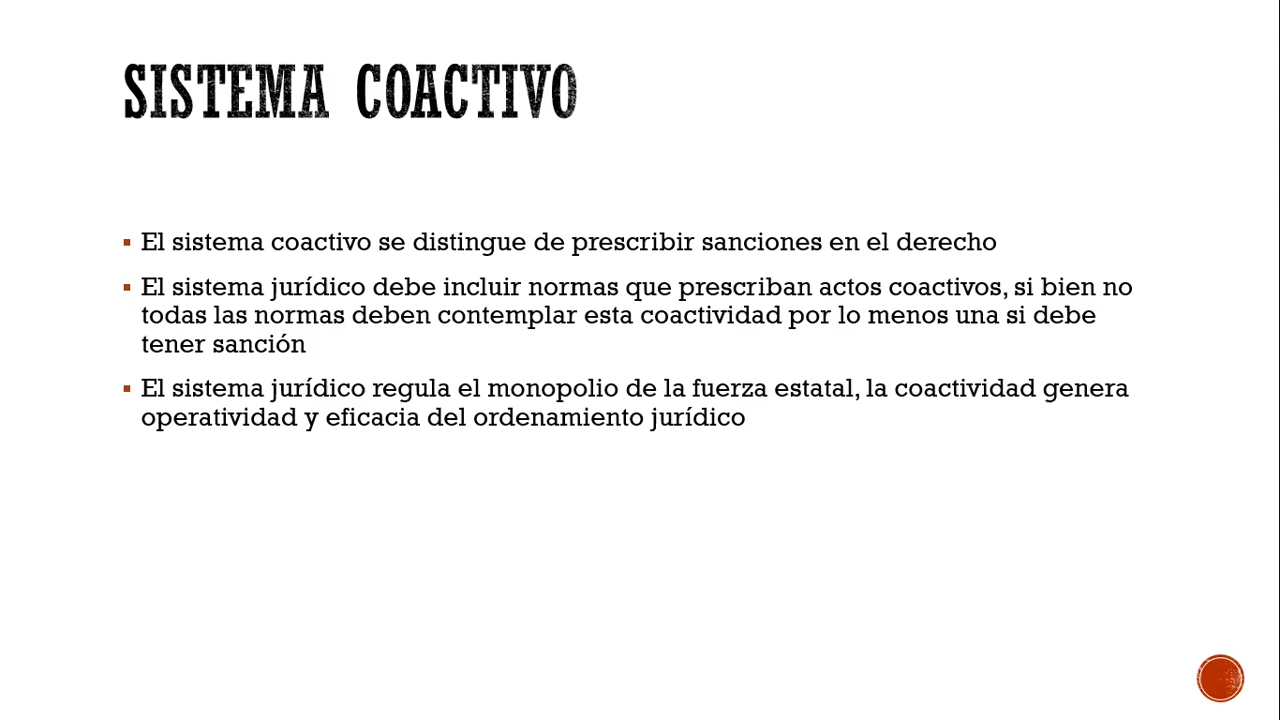 SISTEMA COACTIVO
El sistema coactivo se distingue de prescribir sanciones en el derecho
El sistema jurídico debe incluir normas que prescriban actos coactivos, si bien no
todas las normas deben contemplar esta coactividad por lo menos una si debe
tener sanción
El sistema jurídico regula el monopolio de la fuerza estatal, la coactividad genera
operatividad y eficacia del ordenamiento jurídico